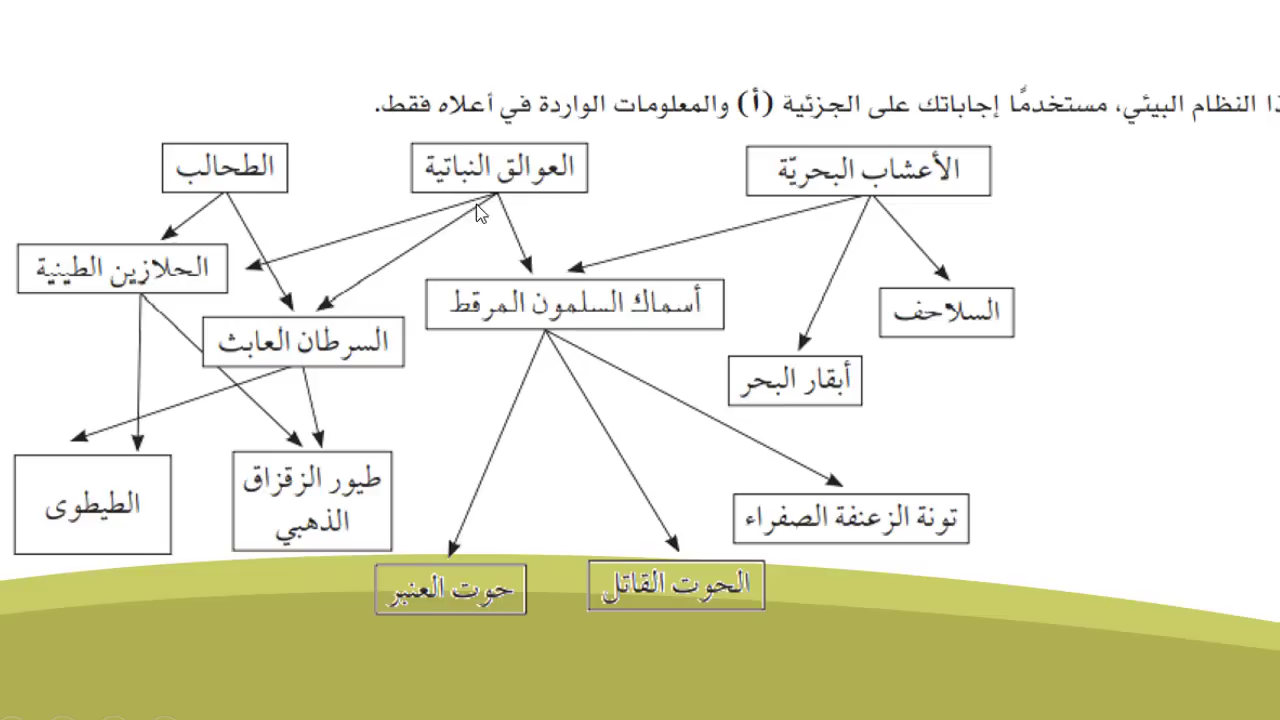 ذا النظام البيئي، مستخدمًا إجاباتك على الجزئية (أ) والمعلومات الواردة في أعلاه فقط.
الأعشاب البحريّة
العوالق النباتية
الطحالب
الحلازين الطينية
السلاحف
أسماك السلمون المرقط
السرطان العابث
أبقار البحر
طيور الزقزاق
الذهبي
الطيطوى
تونة الزعنفة الصفراء
الحوت القاتل
حوت العنبر